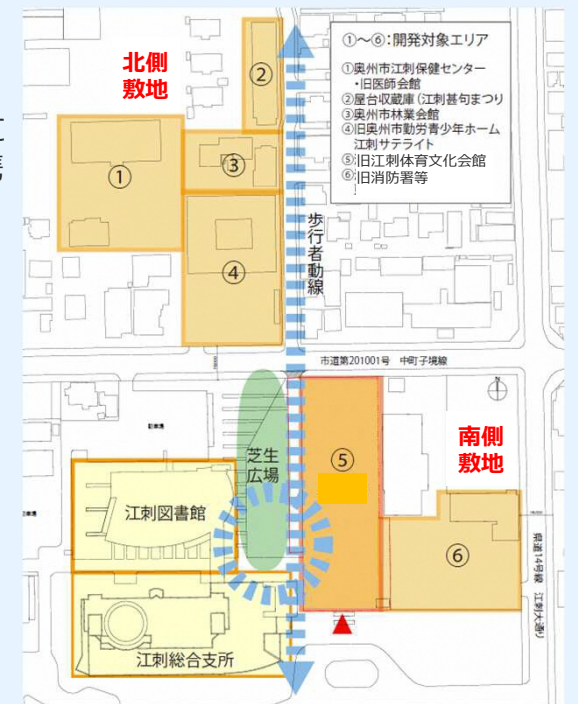 北側
敷地
①～⑥:開発対象エリア
①奥州市江刺保健センター
・旧医師会館
②屋台収蔵庫（江刺甚句まつり
③奥州市林業会館
④旧奥州市勤労青少年ホーム
江刺サテライト
⑤旧江刺体育文化会館
⑥旧消防署等
②
①
③
④
歩行者動線
市道第201001号 中町子境線
N
南側
敷地
芝生
広場
⑤
江刺図書館
⑥
県道14号線 江刺大通り
江刺総合支所